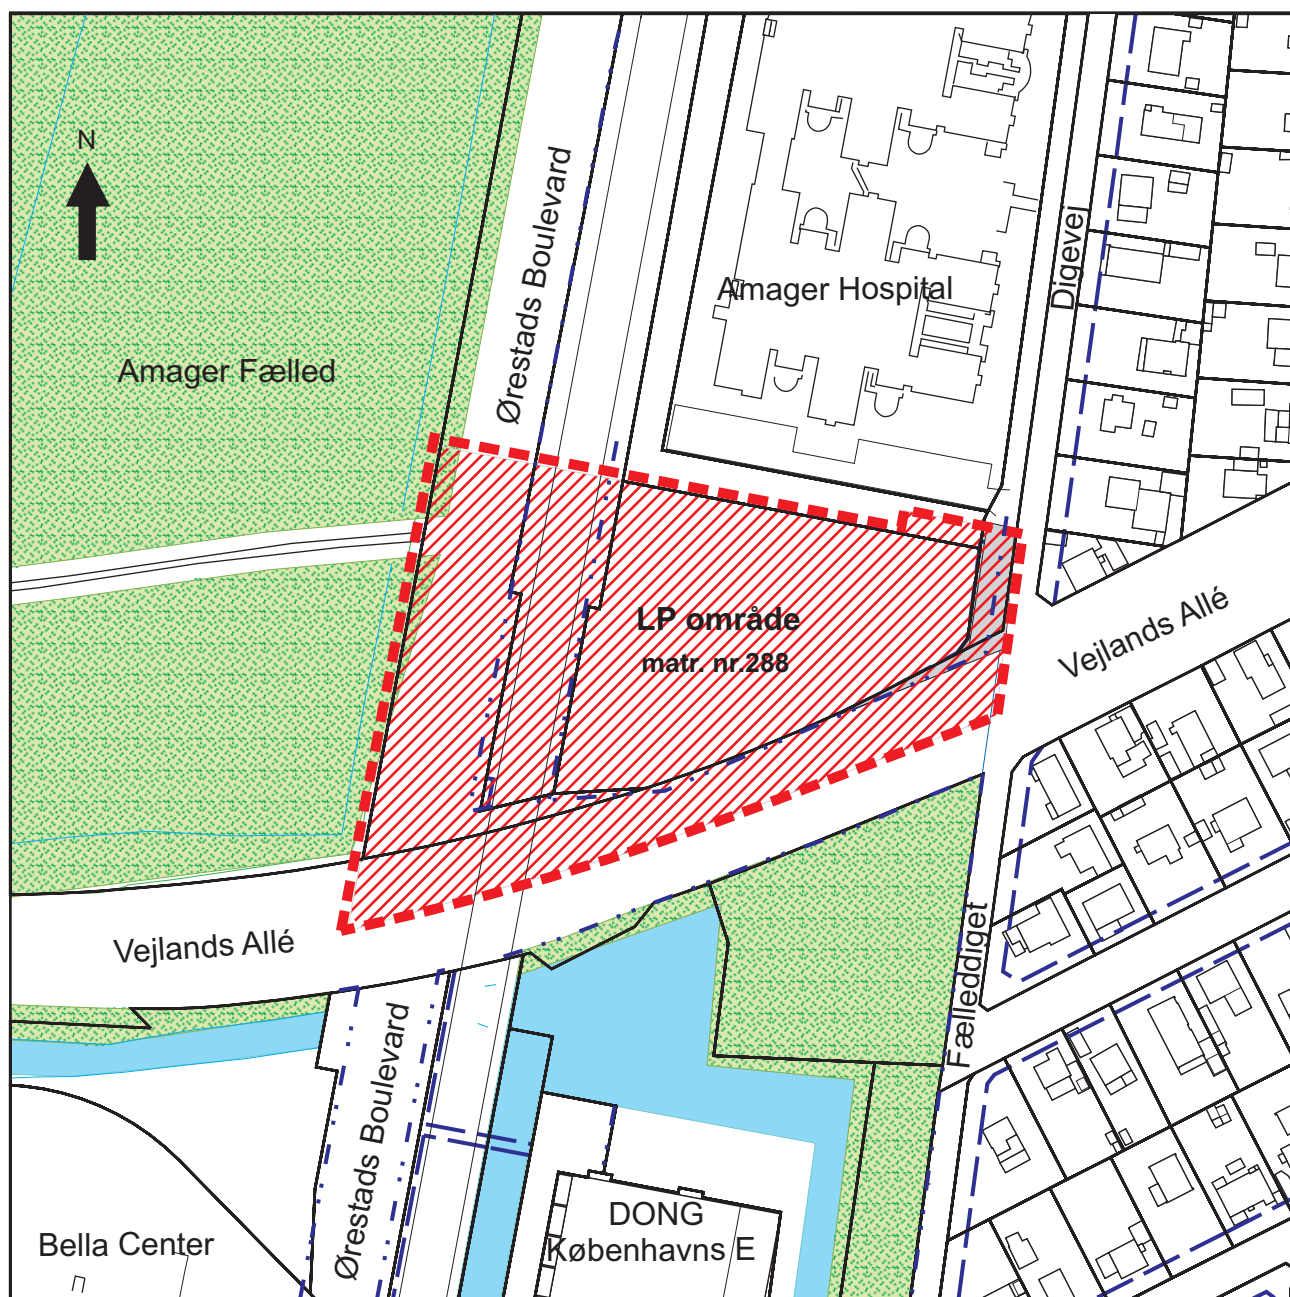 N
Ørestads Boulevard
Digevej
Amager Hospital
Amager Fælled
LP område
matr. nr.288
Vejlands Allé
Vejlands Allé
Fælleddiget
Ørestads Boulevard
DONG
Københavns E
Bella Center